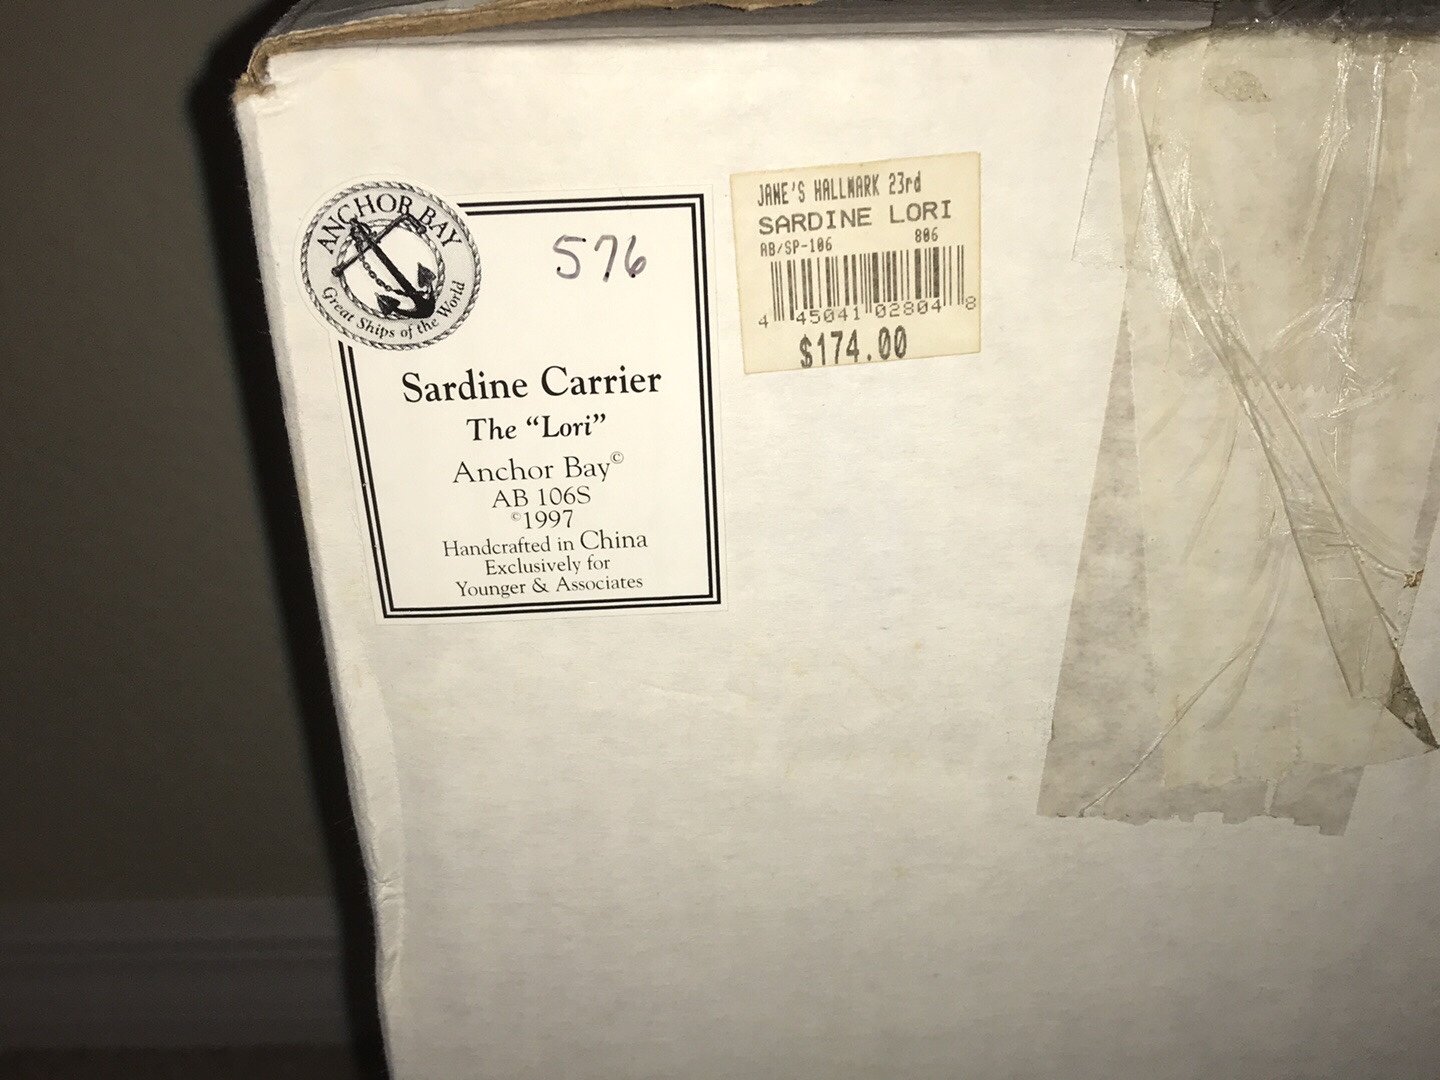 ANCHOR BAY
Great Ships of the World
576
Sardine Carrier
The “Lori”
Anchor Bay©
AB 106S
©1997
Handcrafted in China
Exclusively for
Younger & Associates
JANE'S HALLMARK 23rd
SARDINE LORI
AB/SP-106 806
4 45041 02804 8
$174.00